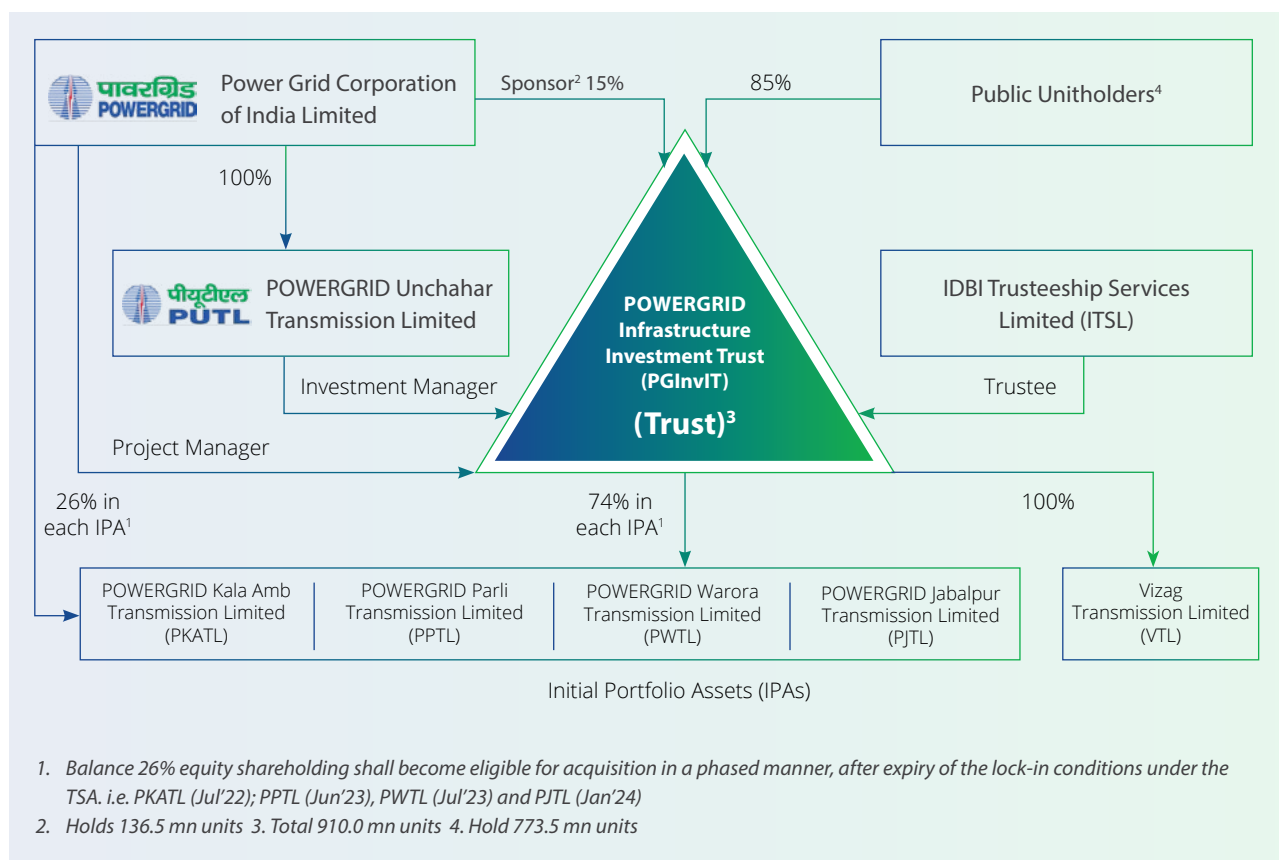 पावरग्रिड
POWERGRID
Power Grid Corporation
of India Limited
Sponsor² 15%
85%
Public Unitholders⁴
100%
पीयूटीएल
PUTL
POWERGRID Unchahar
Transmission Limited
POWERGRID
Infrastructure
Investment Trust
(PGInvIT)
(Trust)³
IDBI Trusteeship Services
Limited (ITSL)
Investment Manager
Trustee
Project Manager
26% in
each IPA¹
74% in
each IPA¹
100%
POWERGRID Kala Amb
Transmission Limited
(PKATL)
POWERGRID Parli
Transmission Limited
(PPTL)
POWERGRID Warora
Transmission Limited
(PWTL)
POWERGRID Jabalpur
Transmission Limited
(PJTL)
Vizag
Transmission Limited
(VTL)
Initial Portfolio Assets (IPAs)
1. Balance 26% equity shareholding shall become eligible for acquisition in a phased manner, after expiry of the lock-in conditions under the
TSA. i.e. PKATL (Jul'22); PPTL (Jun'23), PWTL (Jul'23) and PJTL (Jan'24)
2. Holds 136.5 mn units 3. Total 910.0 mn units 4. Hold 773.5 mn units